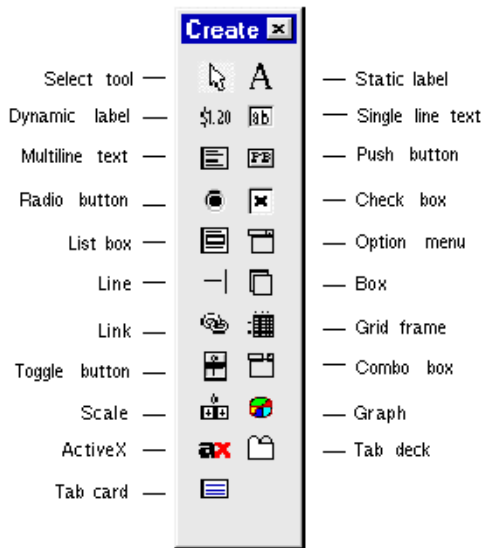 Create
Select tool
A
Static label
Dynamic label
$1.20
ab
Single line text
Multiline text
PB
Push button
Radio button
Check box
List box
Option menu
Line
Box
Link
Grid frame
Toggle button
Combo box
Scale
Graph
ActiveX
ax
Tab deck
Tab card